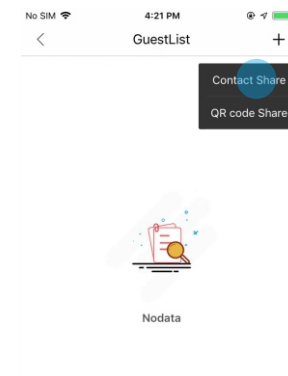 No SIM 4:21 PM
GuestList +
Contact Share
QR code Share
Nodata